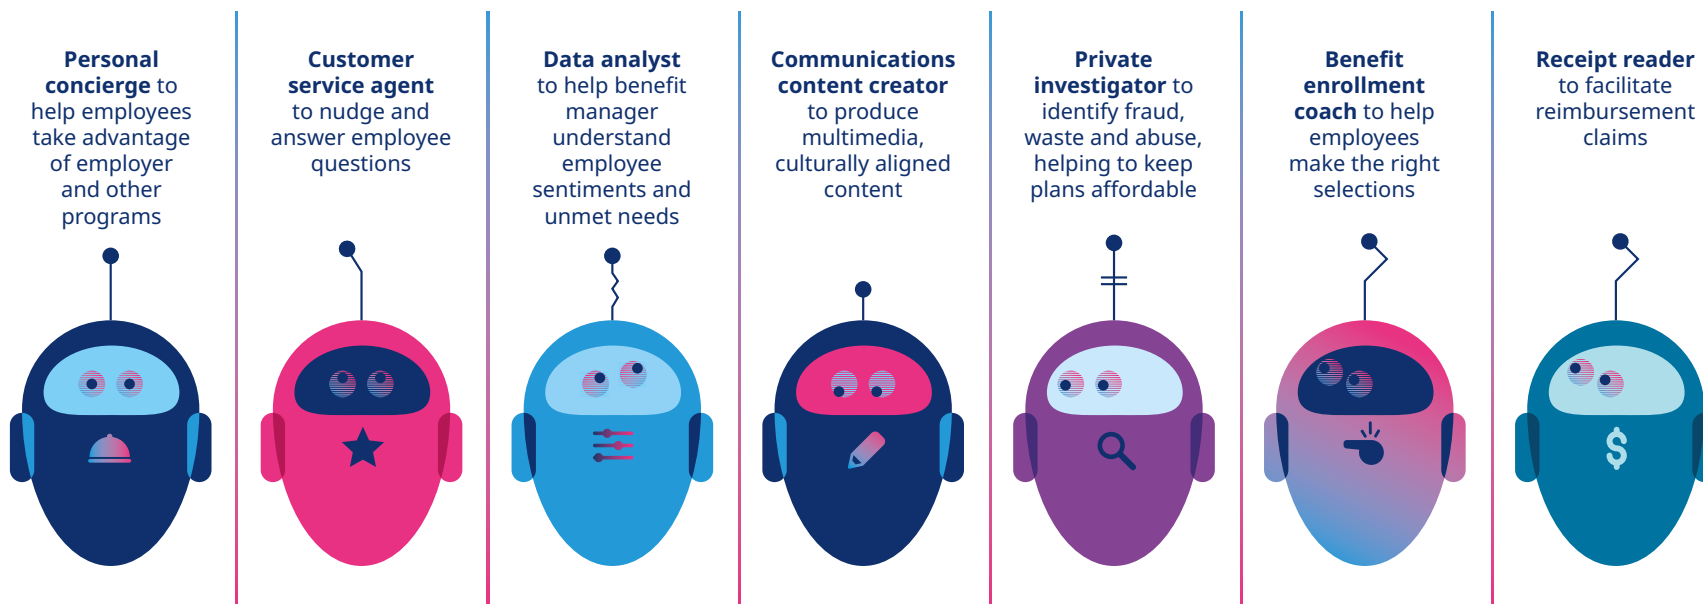 Personal
concierge to
help employees
take advantage
of employer
and other
programs
Customer
service agent
to nudge and
answer employee
questions
Data analyst
to help benefit
manager
understand
employee
sentiments and
unmet needs
Communications
content creator
to produce
multimedia,
culturally aligned
content
Private
investigator to
identify fraud,
waste and abuse,
helping to keep
plans affordable
Benefit
enrollment
coach to help
employees
make the right
selections
Receipt reader
to facilitate
reimbursement
claims
$